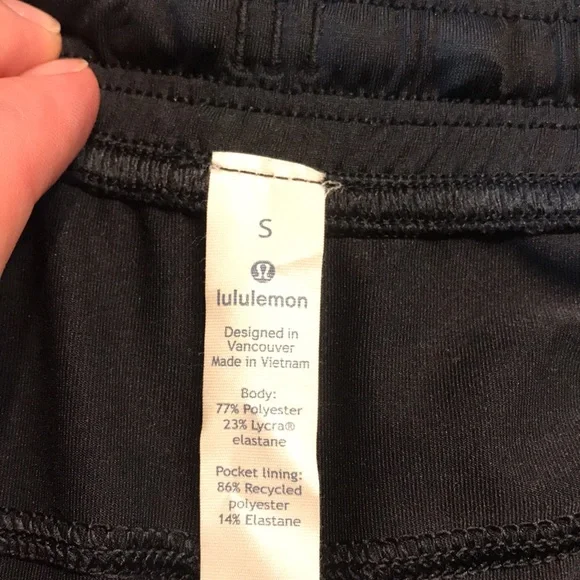 S
lululemon
Designed in
Vancouver
Made in Vietnam
Body:
77% Polyester
23% Lycra®
elastane
Pocket lining:
86% Recycled
polyester
14% Elastane